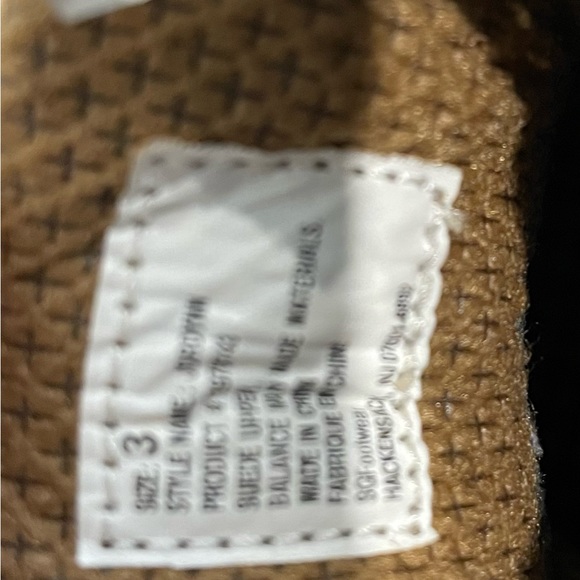 SIZE: 3
STYLE NAME:
PRODUCT #
SUEDE UPPER
BALANCE MAN MADE MATERIALS.
MADE IN CHINA
FABRIQUE EN CHINE
SGFootwear
HACKENSACK, NJ